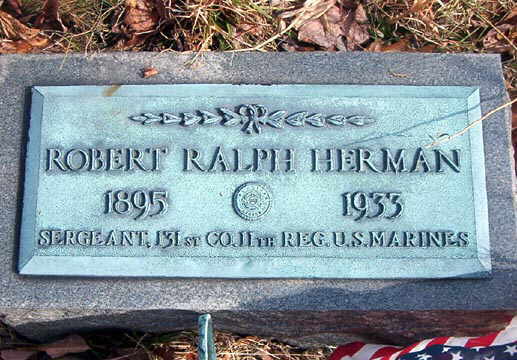 ROBERT RALPH HERMAN
1895 1933
SERGEANT, 131ST CO. 11TH REG. U.S. MARINES